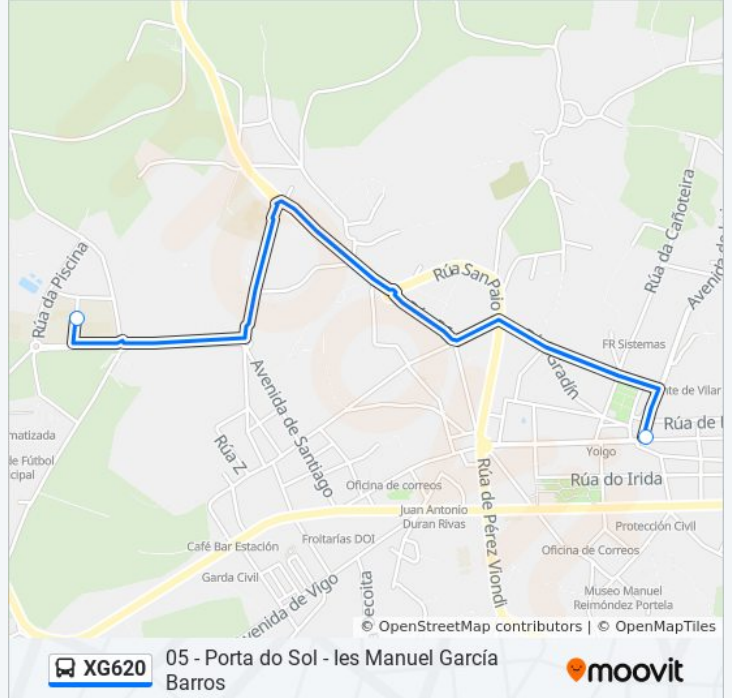 Rúa da Piscina
Rúa San Paio
Rúa da Cañoteira
Avenida de
FR Sistemas
Gradín
nte de Vilar
Rúa de
Avenida de Santiago
Rúa Z
matizada
de Fútbol
cipal
Yoigo
Rúa do Irida
Oficina de correos
Juan Antonio
Duran Rivas
Rúa de Pérez Viondi
Protección Civil
Café Bar Estación
Froitarías DOI
Oficina de Correos
Garda Civil
venida de Vigo
ecoita
Museo Manuel
Reimóndez Portela
© OpenStreetMap contributors | © OpenMapTiles
XG620
05 - Porta do Sol - Ies Manuel García
Barros
moovit